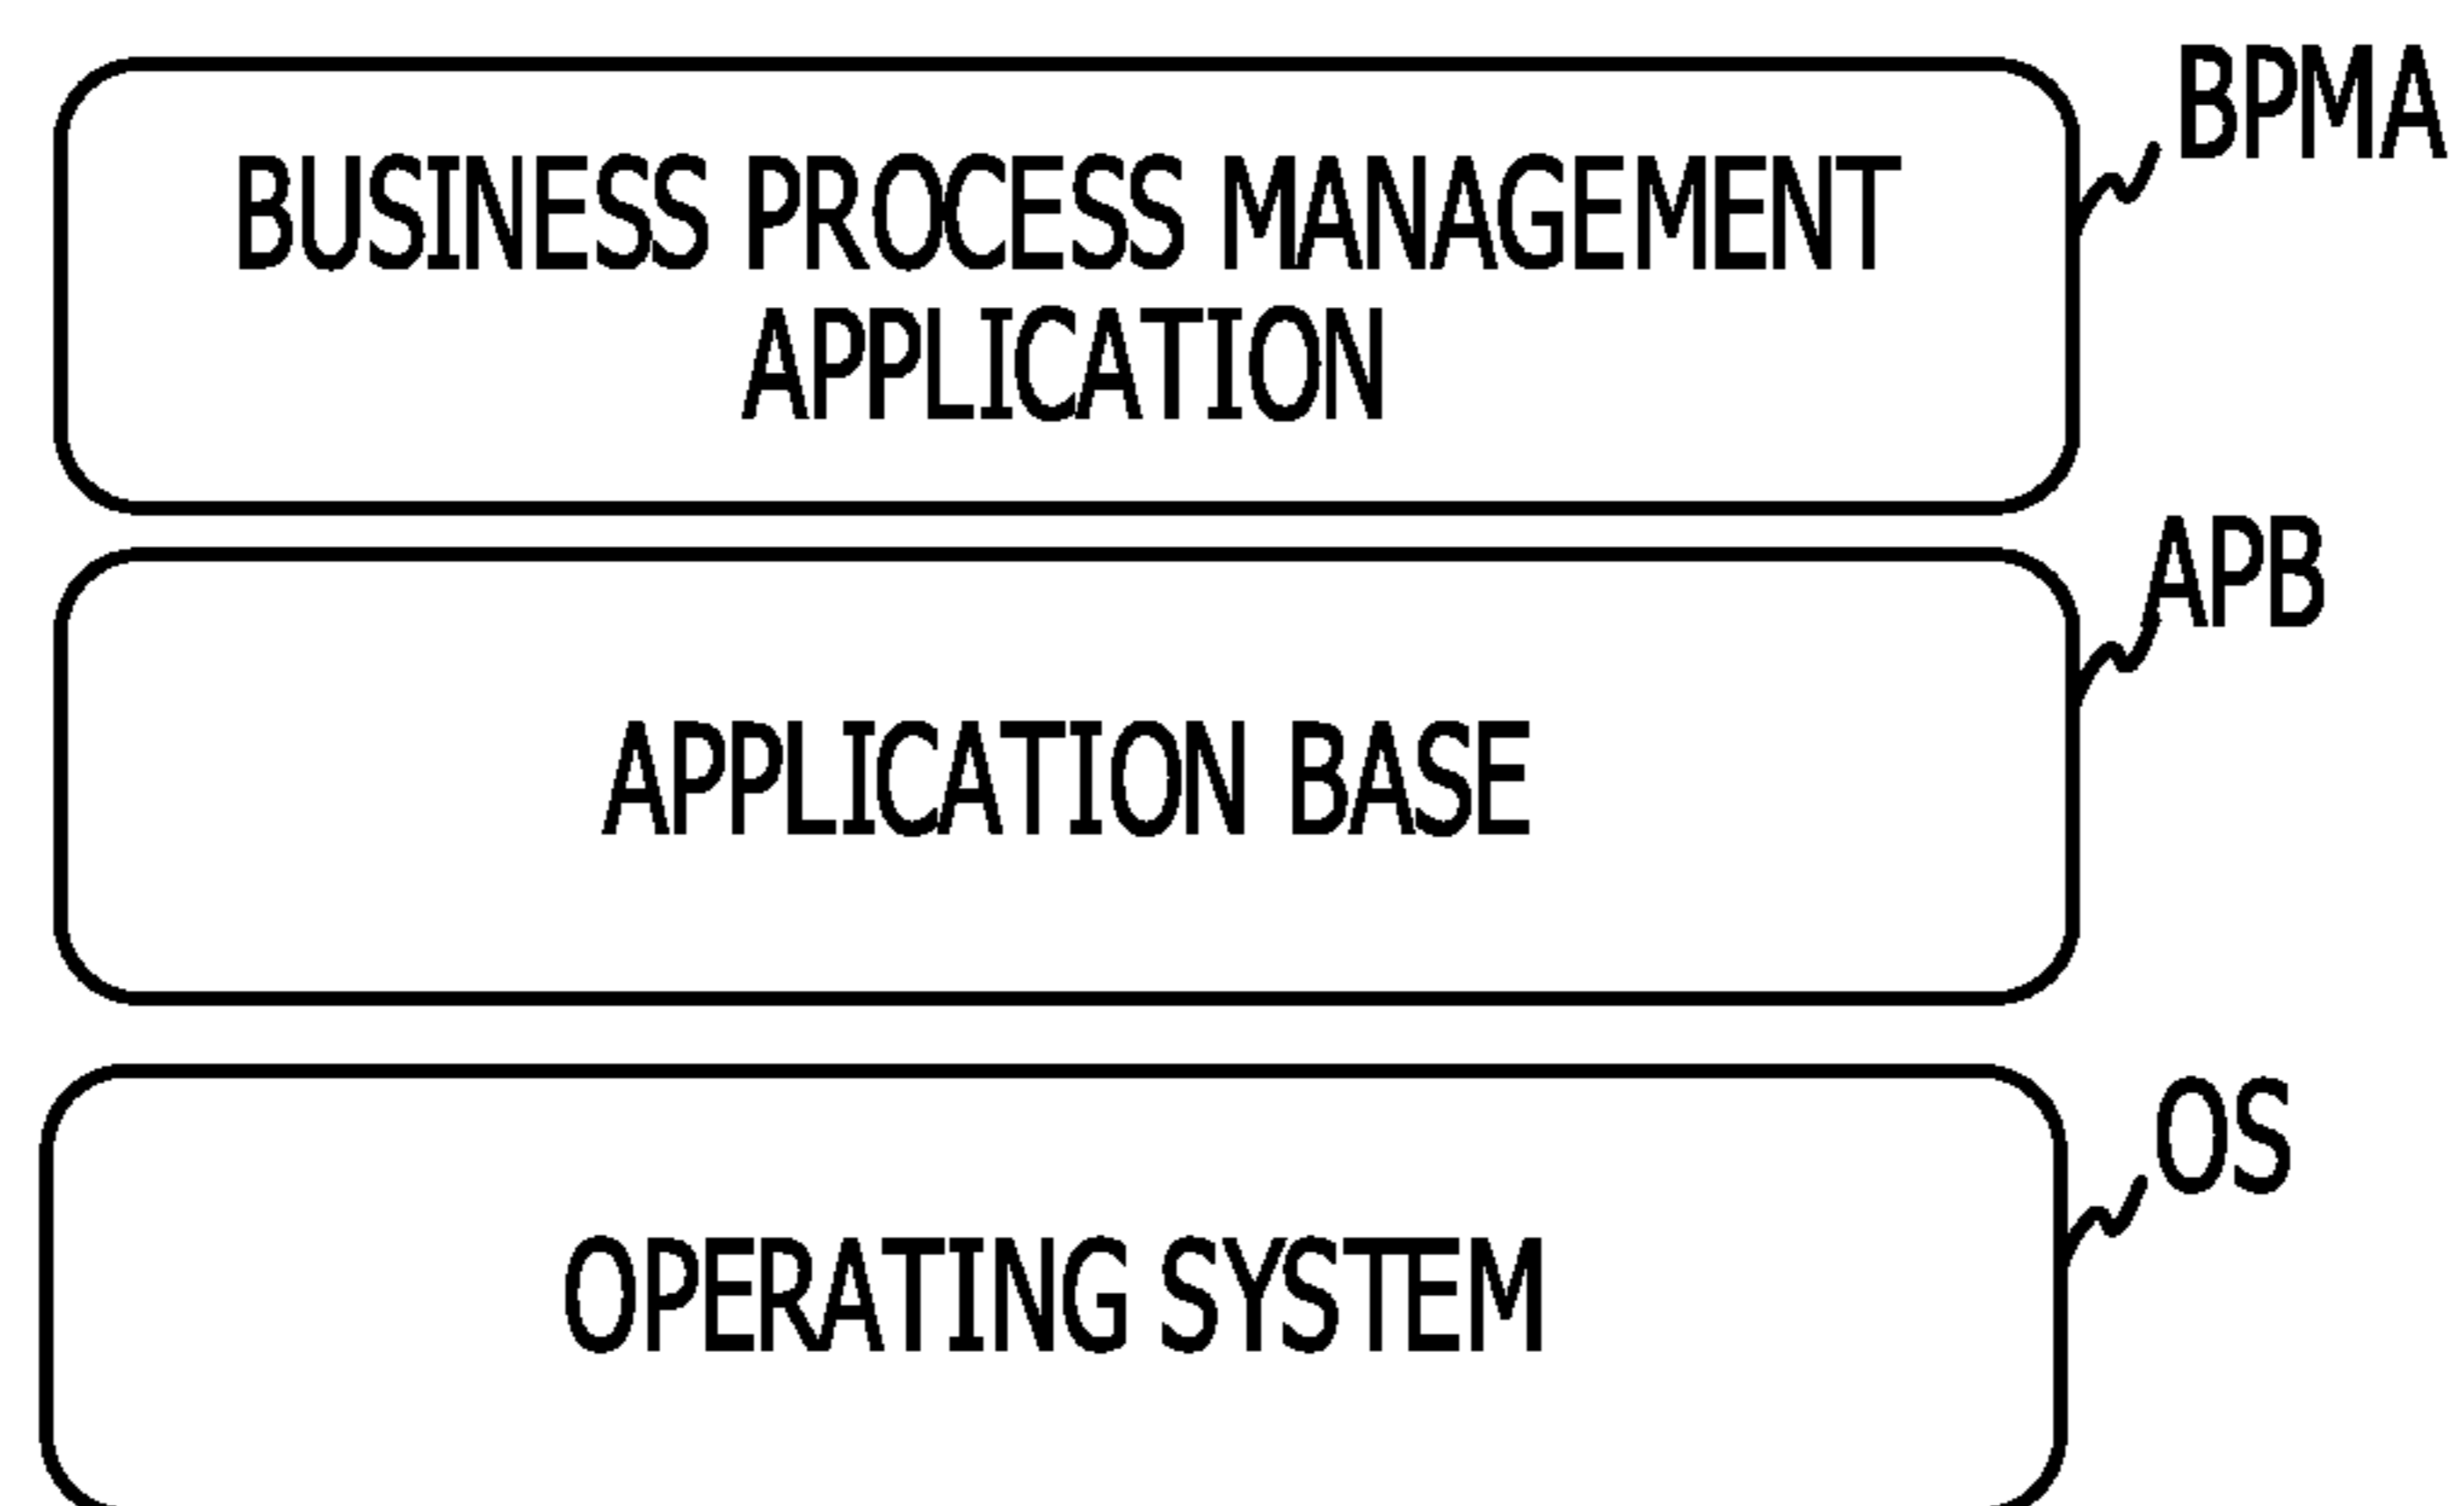 BPMA
BUSINESS PROCESS MANAGEMENT
APPLICATION
APB
APPLICATION BASE
OS
OPERATING SYSTEM